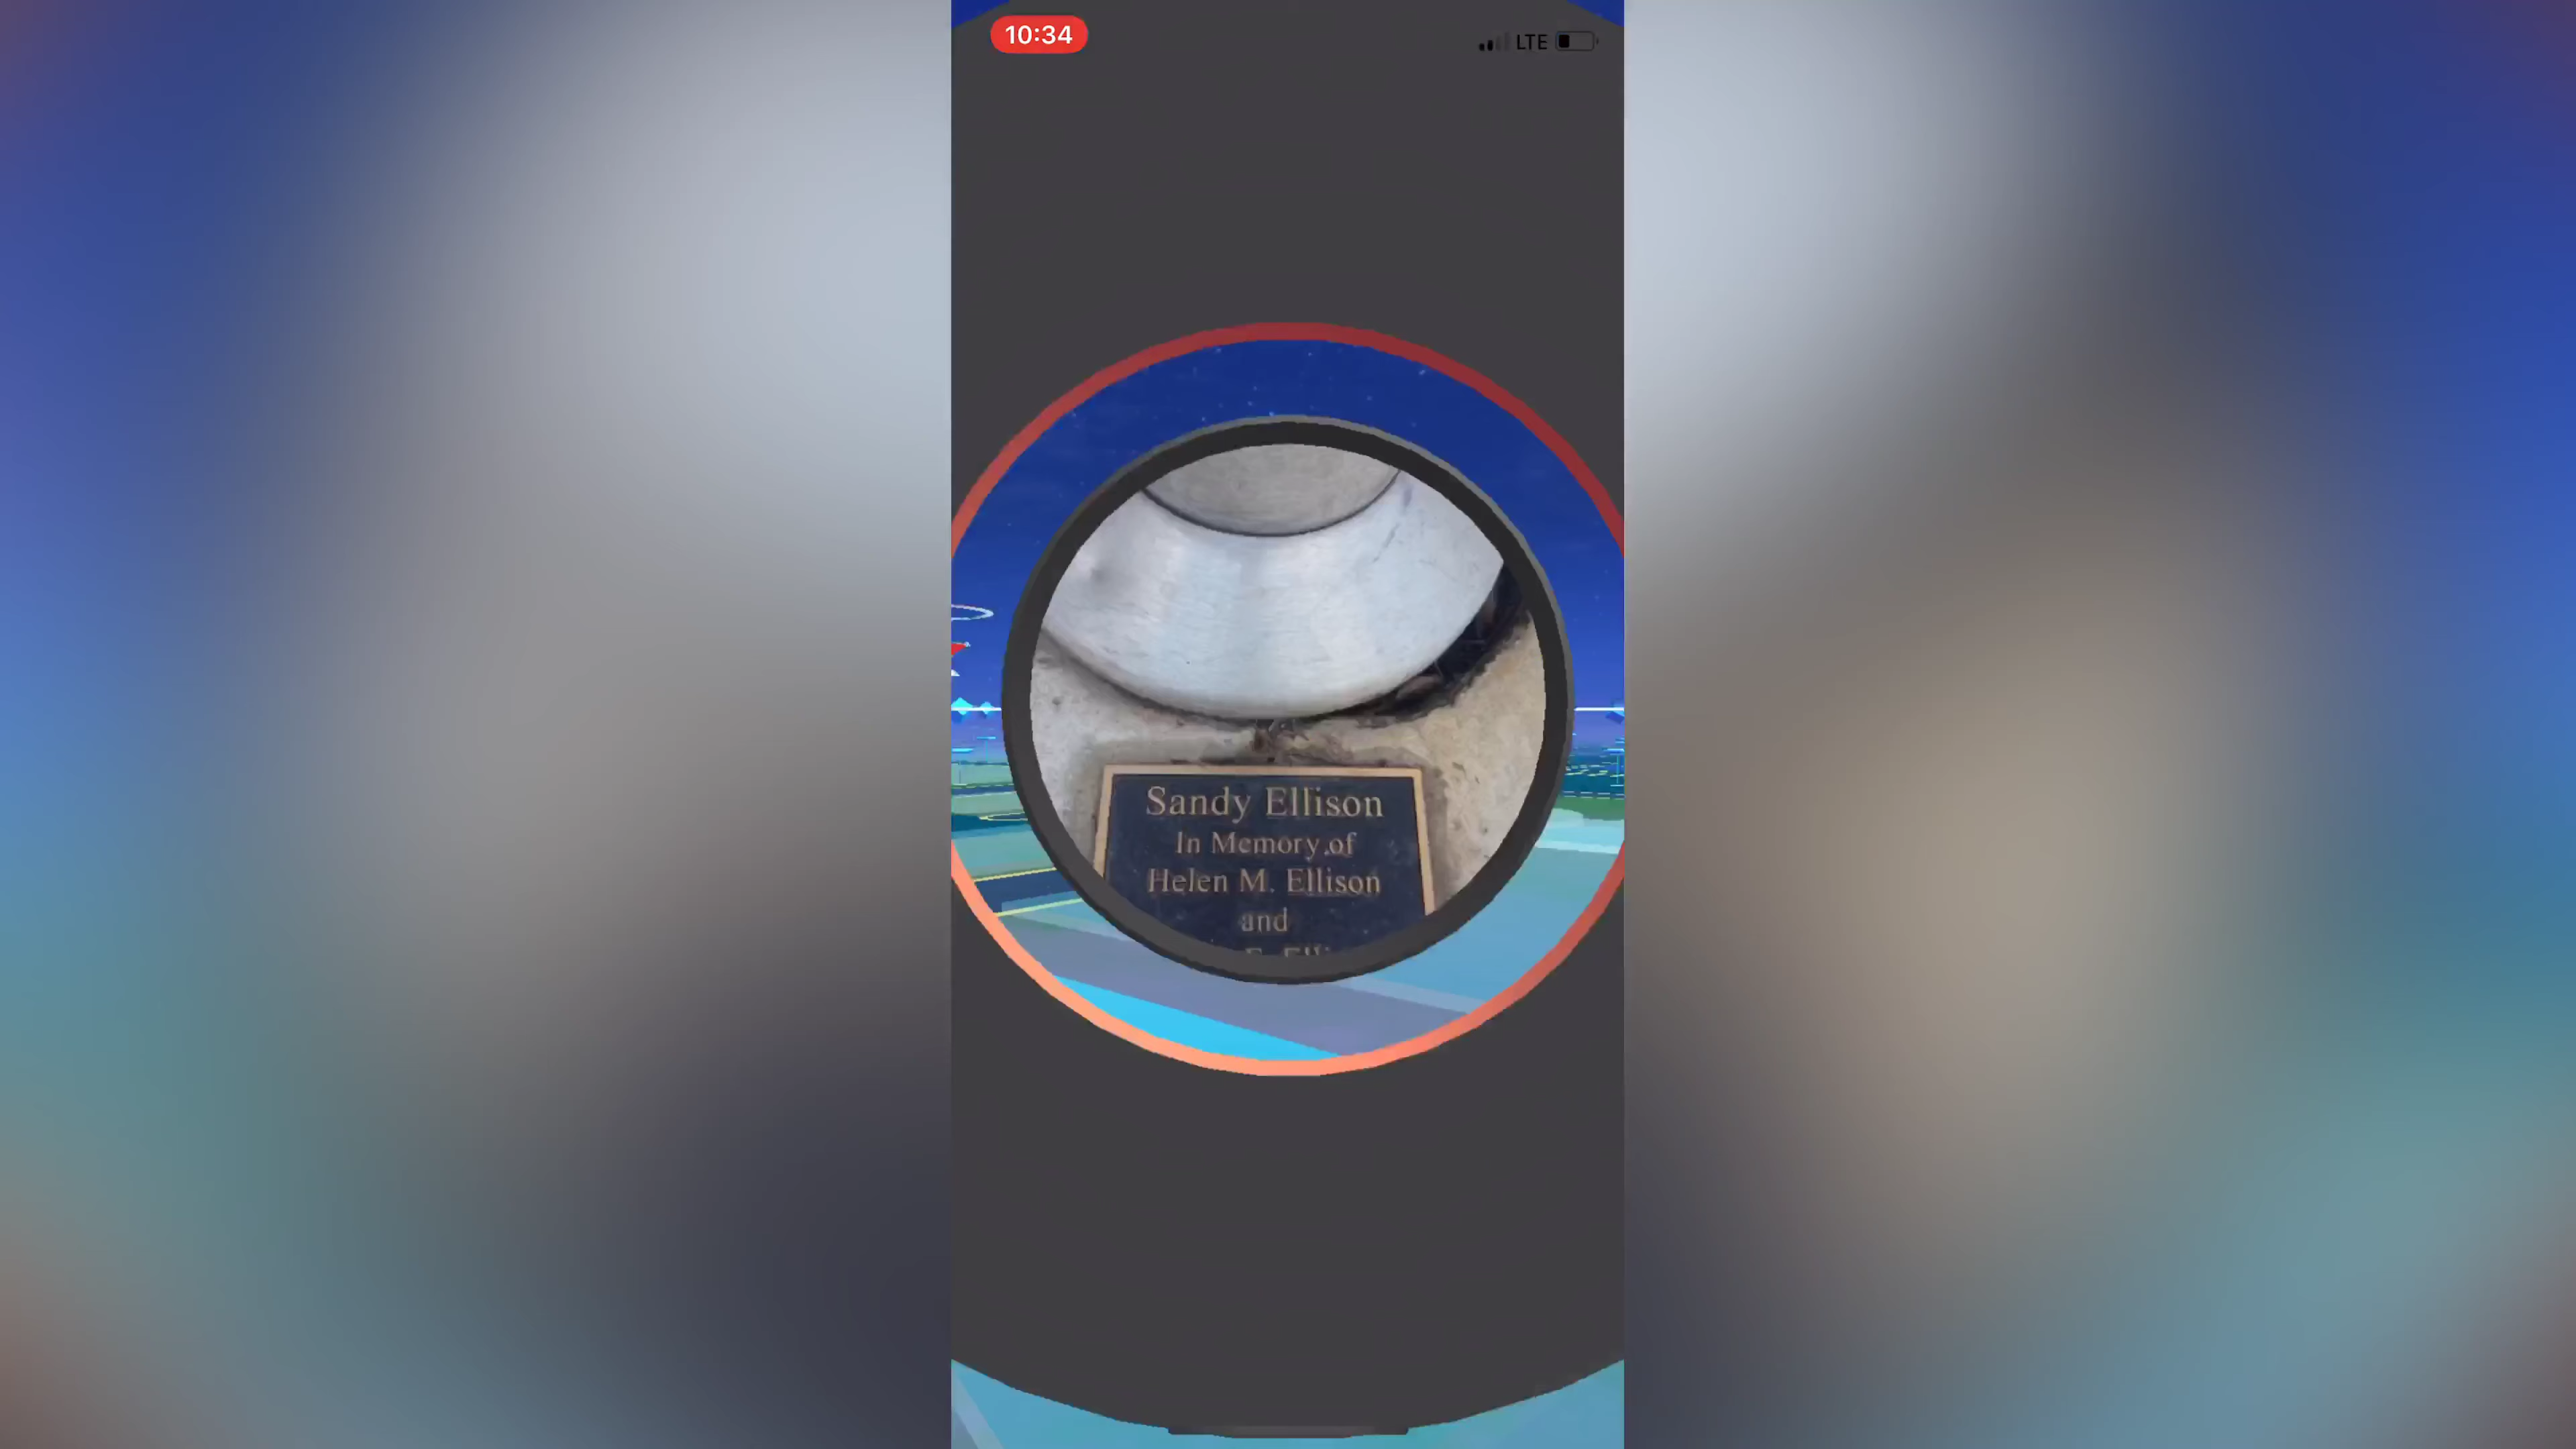 10:34
LTE
Sandy Ellison
In Memory of
Helen M. Ellison
and